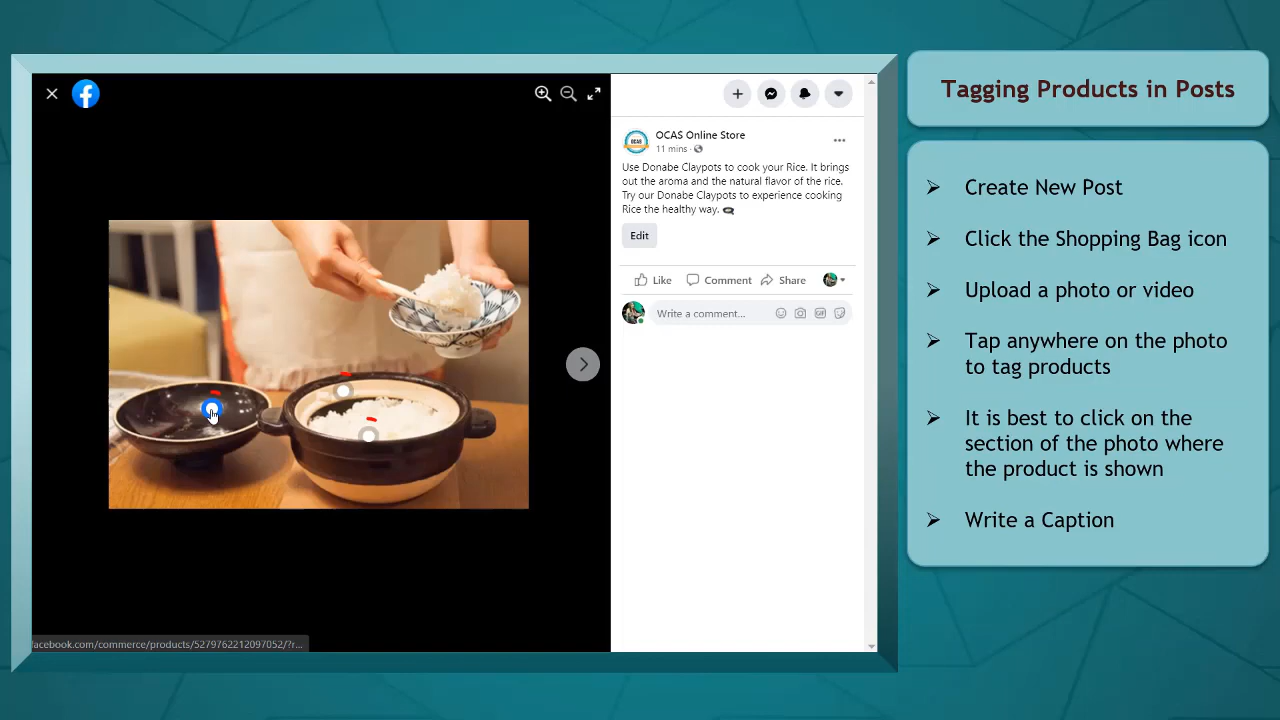 Tagging Products in Posts
OCAS Online Store
11 mns ·
Use Donabe Claypots to cook your Rice. It brings
out the aroma and the natural flavor of the rice.
Try our Donabe Claypots to experience cooking
Rice the healthy way.
Edit
Like
Comment
Share
Write a comment...
facebook.com/commerce/products/5279762212097052/?r...
Create New Post
Click the Shopping Bag icon
Upload a photo or video
Tap anywhere on the photo
to tag products
It is best to click on the
section of the photo where
the product is shown
Write a Caption